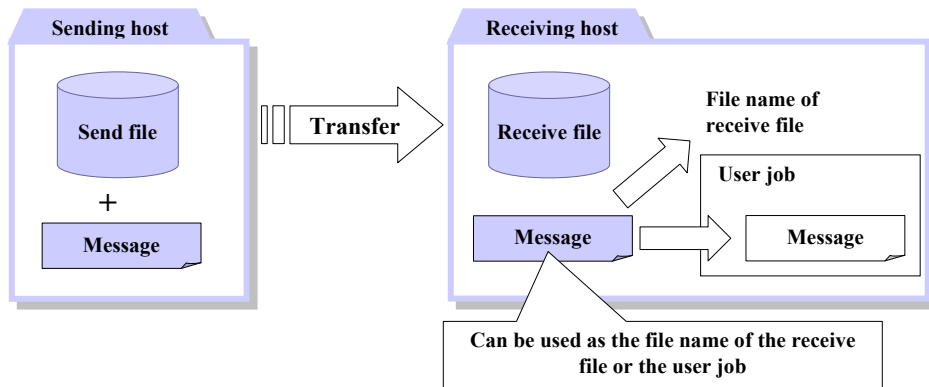 Sending host
Send file
+
Message
Transfer
Receiving host
Receive file
File name of
receive file
User job
Message
Message
Can be used as the file name of the receive
file or the user job